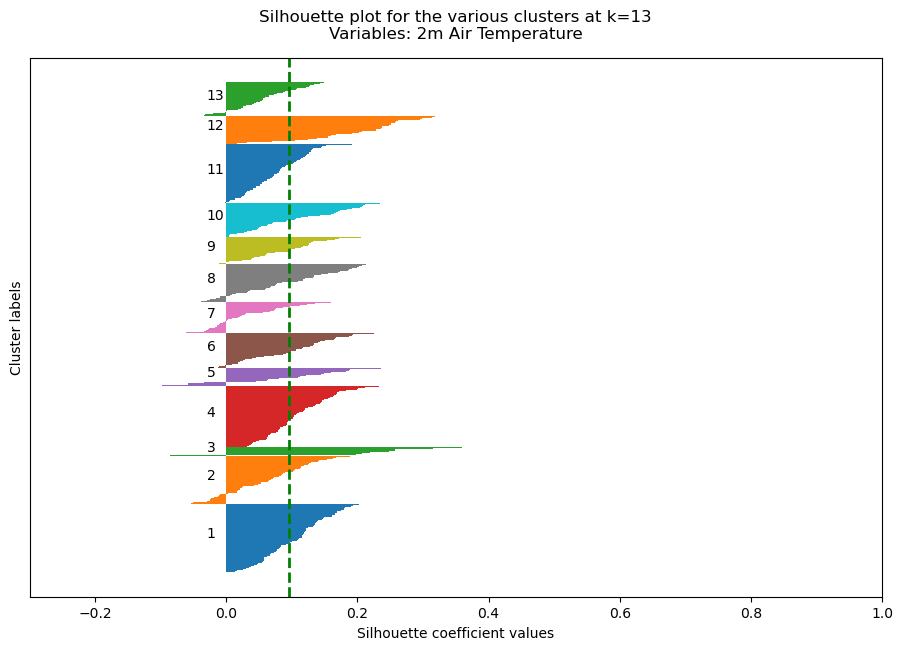 Silhouette plot for the various clusters at k=13
Variables: 2m Air Temperature
Cluster labels
13
12
11
10
9
8
7
6
5
4
3
2
1
−0.2 0.0 0.2 0.4 0.6 0.8 1.0
Silhouette coefficient values